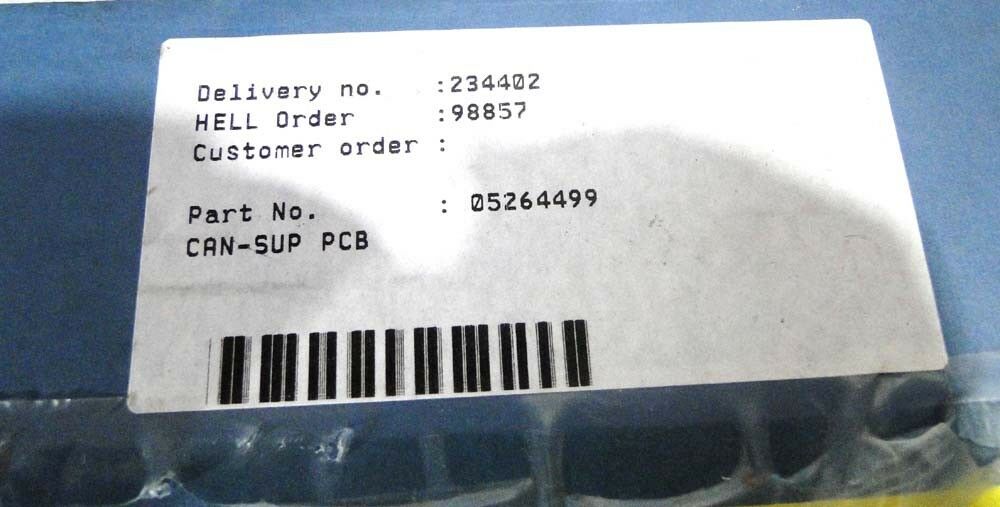 Delivery no. :234402
HELL Order :98857
Customer order :
Part No. : 05264499
CAN-SUP PCB